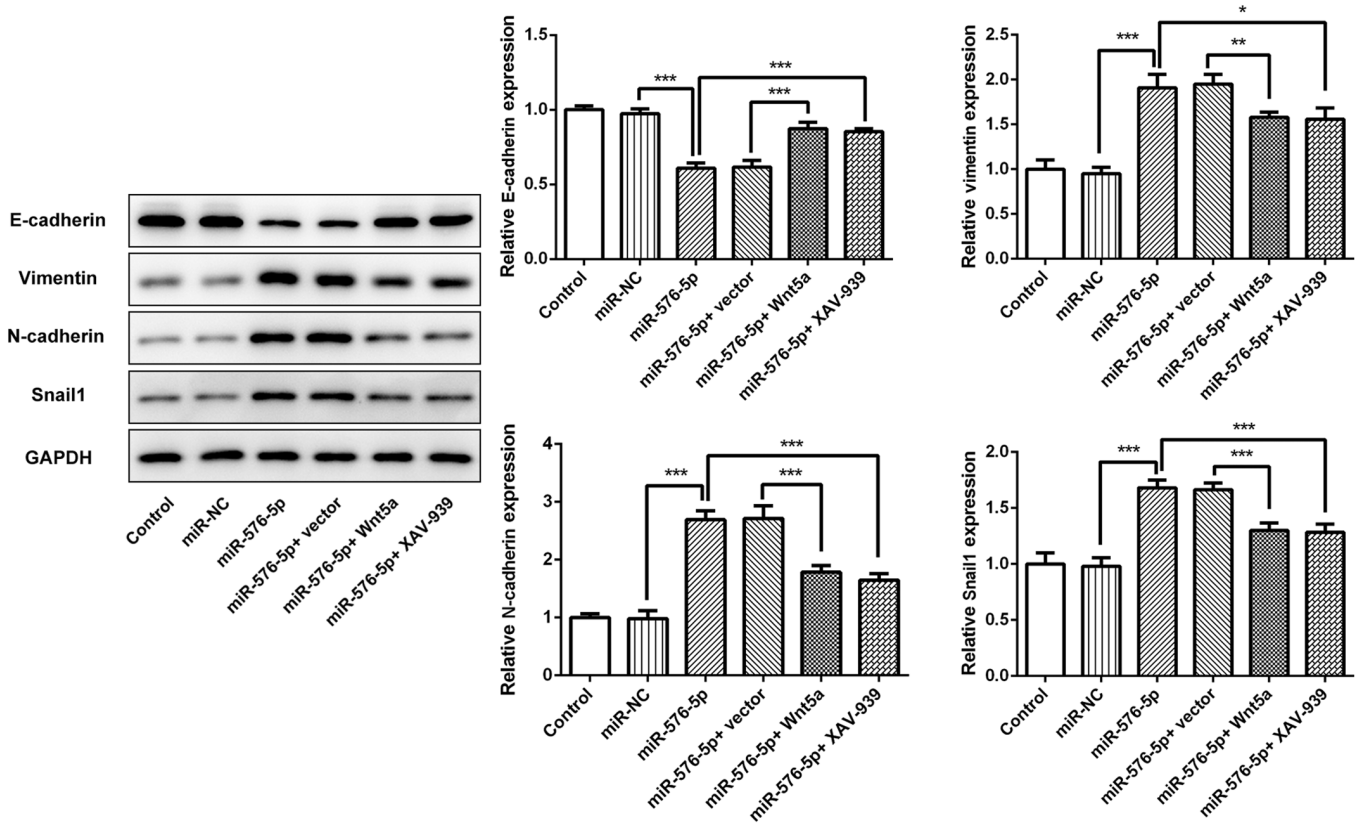 E-cadherin
Vimentin
N-cadherin
Snail1
GAPDH
Control
miR-NC
miR-576-5p
miR-576-5p+ vector
miR-576-5p+ Wnt5a
miR-576-5p+ XAV-939
Relative E-cadherin expression
1.5
1.0
0.5
0.0
***
***
***
Control
miR-NC
miR-576-5p
miR-576-5p+ vector
miR-576-5p+ Wnt5a
miR-576-5p+ XAV-939
Relative vimentin expression
2.5
2.0
1.5
1.0
0.5
0.0
***
*
**
Control
miR-NC
miR-576-5p
miR-576-5p+ vector
miR-576-5p+ Wnt5a
miR-576-5p+ XAV-939
Relative N-cadherin expression
4
3
2
1
0
***
***
***
Control
miR-NC
miR-576-5p
miR-576-5p+ vector
miR-576-5p+ Wnt5a
miR-576-5p+ XAV-939
Relative Snail1 expression
2.0
1.5
1.0
0.5
0.0
***
***
***
Control
miR-NC
miR-576-5p
miR-576-5p+ vector
miR-576-5p+ Wnt5a
miR-576-5p+ XAV-939